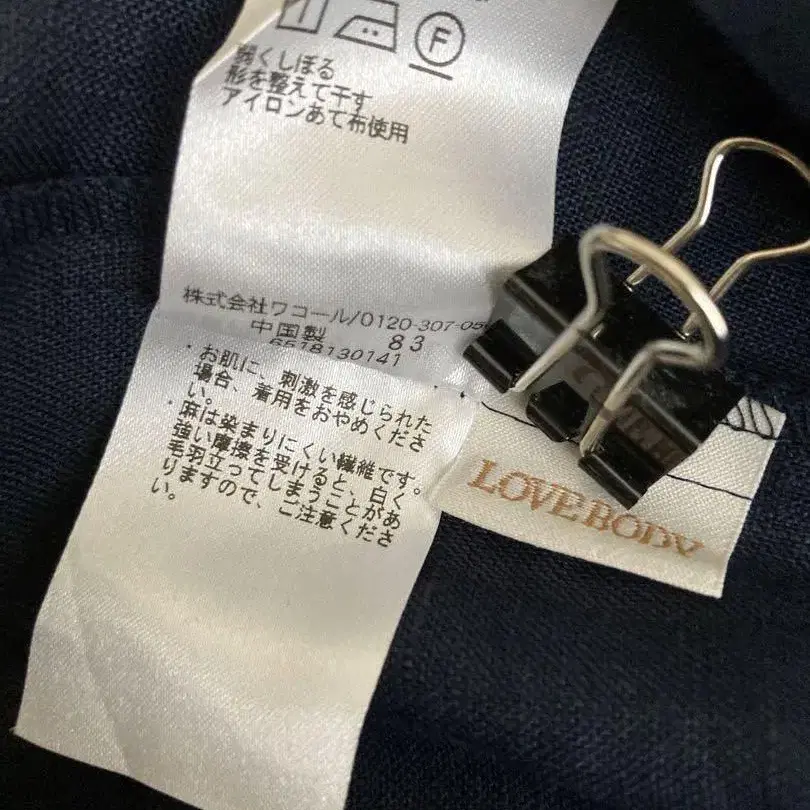 F
弱くしぼる
形を整えて干す
アイロンあて布使用
株式会社ワコール/0120-307-05
中国製 83
6518130141
・お肌に、刺激を感じられた
場合、着用をおやめくださ
い。
・麻は染まりにくい繊維です。
強い摩擦を受けると、白く
毛羽立ってしまうことがあ
りますので、ご注意くださ
い。
LOVE BODY